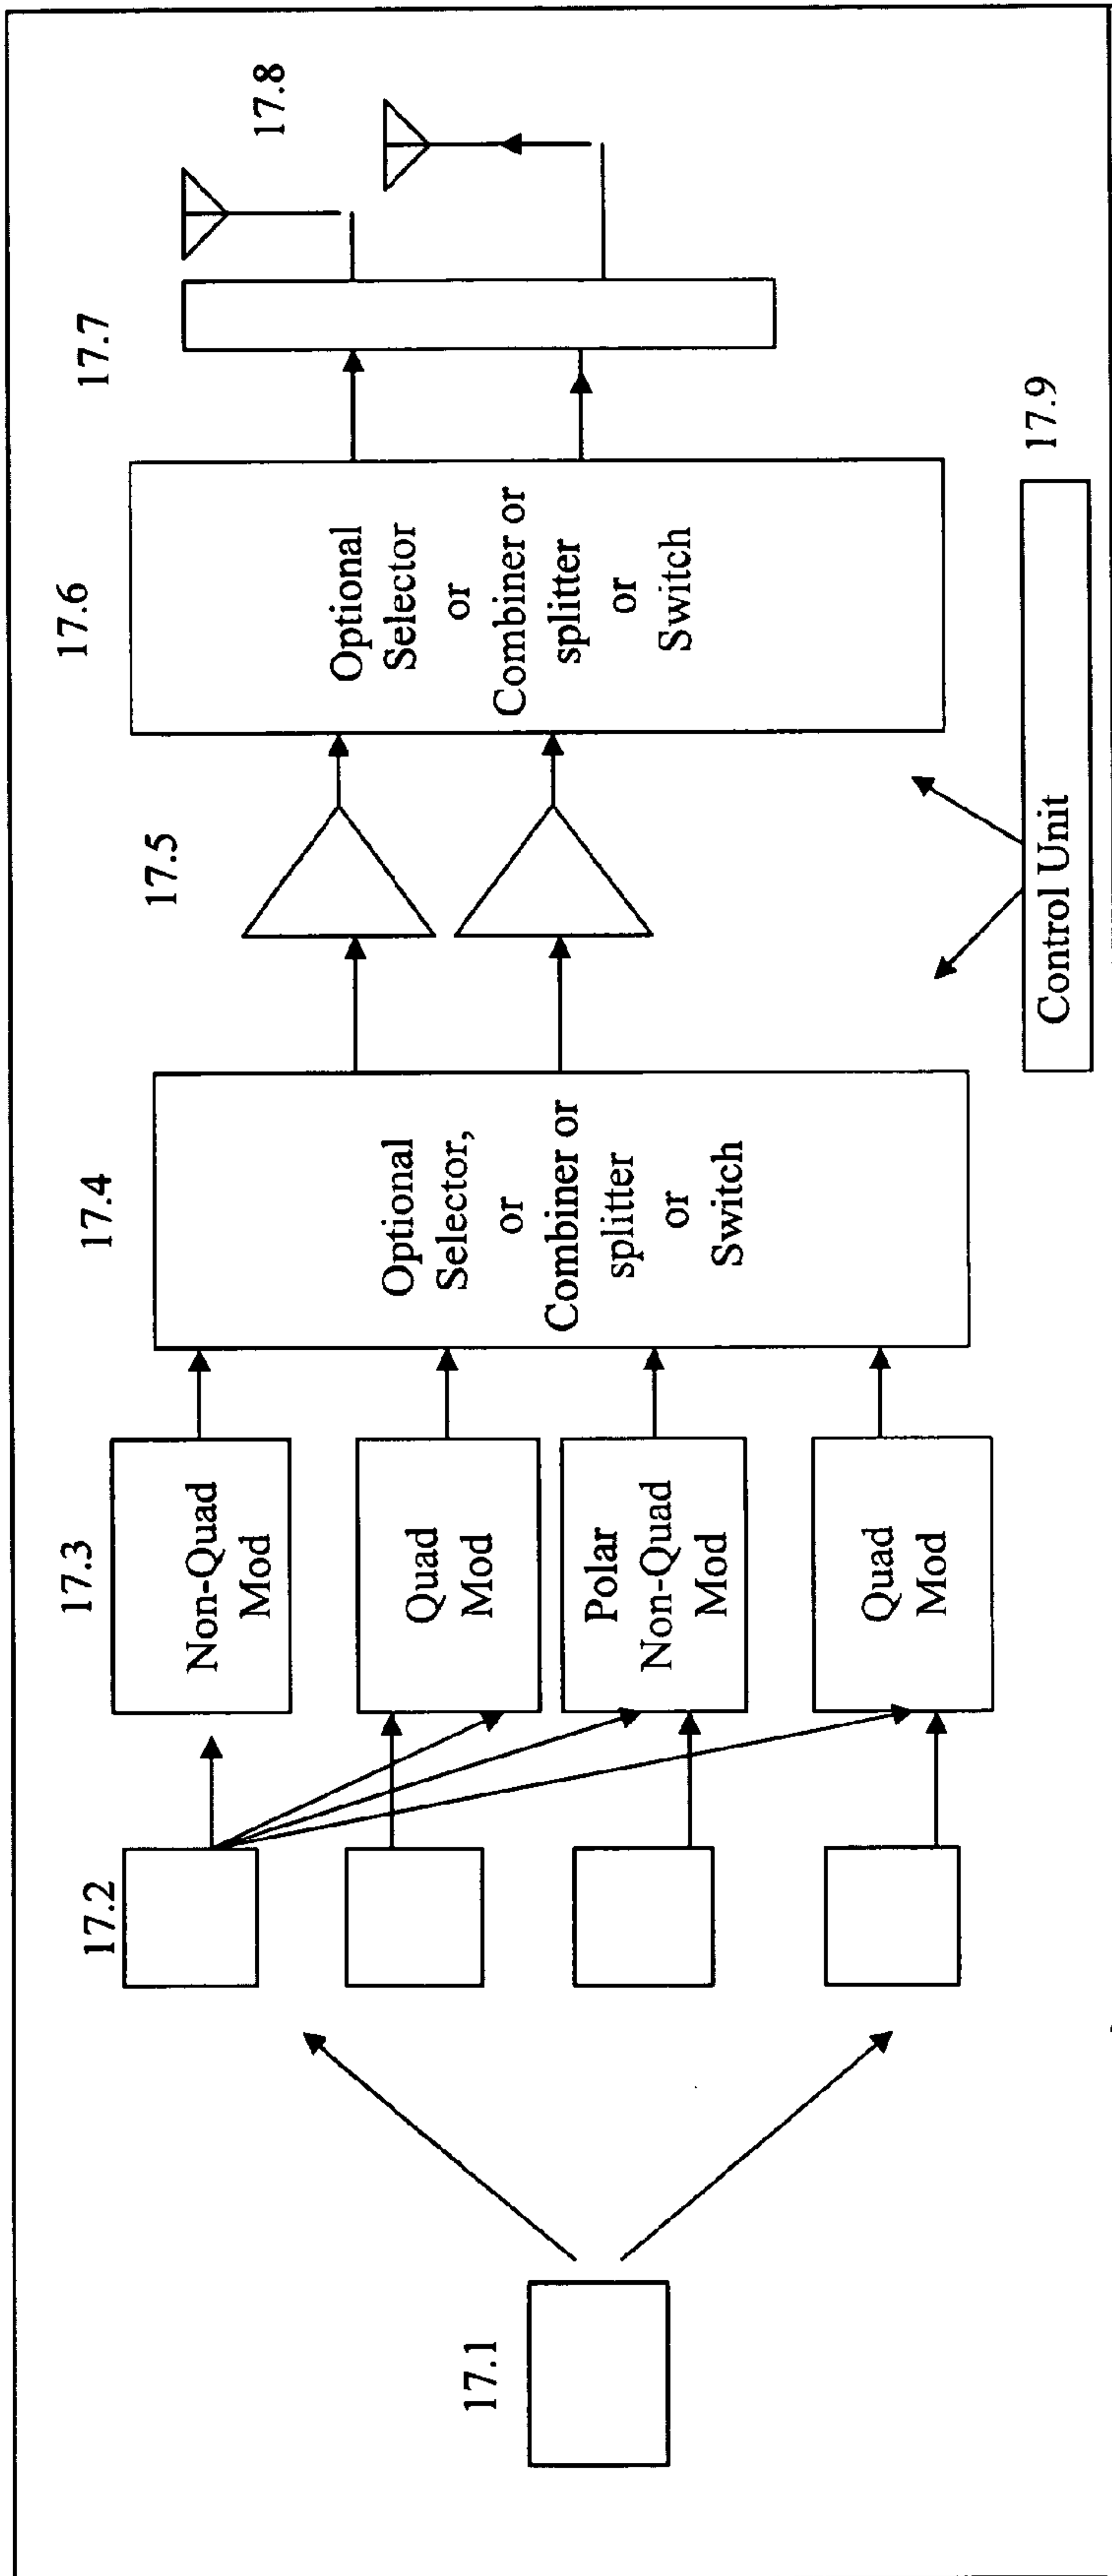 17.1
17.2
17.3
Non-Quad
Mod
Quad
Mod
Polar
Non-Quad
Mod
Quad
Mod
17.4
Optional
Selector,
or
Combiner or
splitter
or
Switch
17.5
17.6
Optional
Selector
or
Combiner or
splitter
or
Switch
17.7
17.8
Control Unit
17.9